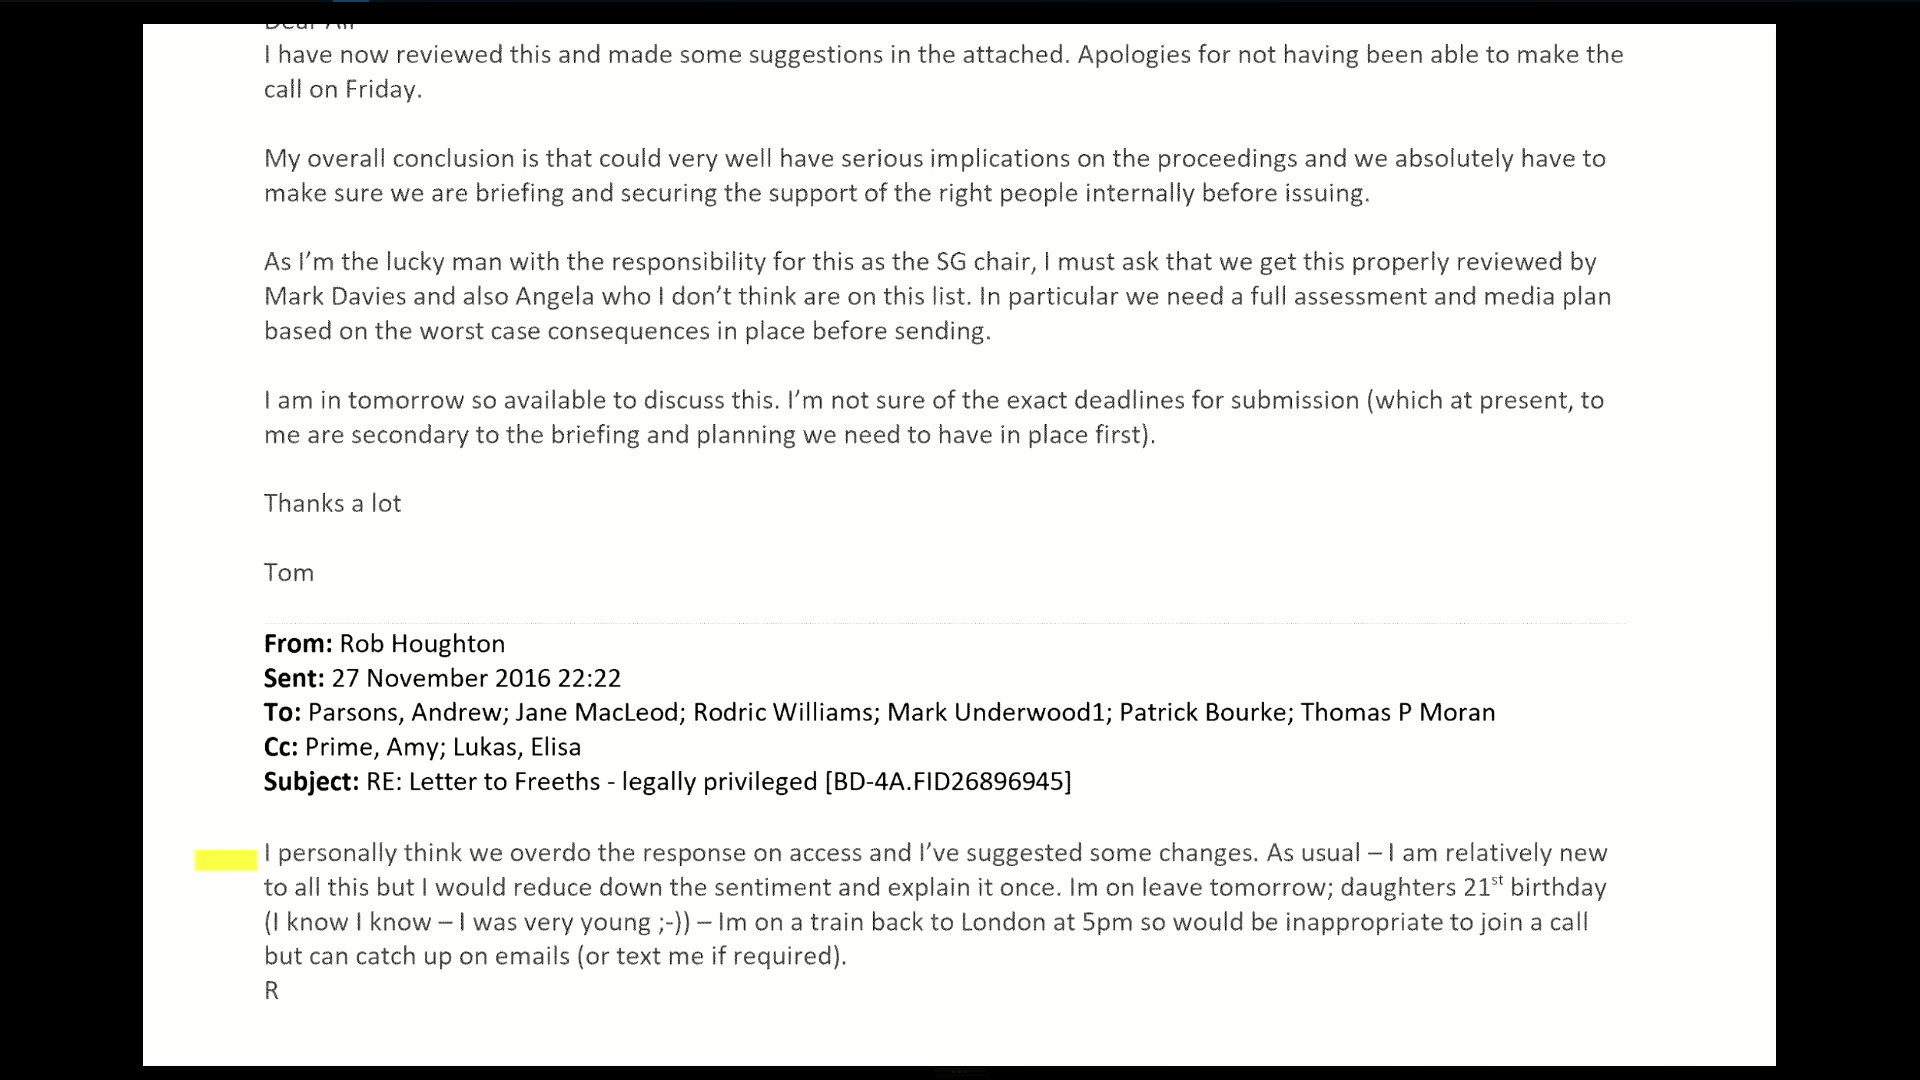 Dear All
I have now reviewed this and made some suggestions in the attached. Apologies for not having been able to make the
call on Friday.
My overall conclusion is that could very well have serious implications on the proceedings and we absolutely have to
make sure we are briefing and securing the support of the right people internally before issuing.
As I’m the lucky man with the responsibility for this as the SG chair, I must ask that we get this properly reviewed by
Mark Davies and also Angela who I don’t think are on this list. In particular we need a full assessment and media plan
based on the worst case consequences in place before sending.
I am in tomorrow so available to discuss this. I’m not sure of the exact deadlines for submission (which at present, to
me are secondary to the briefing and planning we need to have in place first).
Thanks a lot
Tom
From: Rob Houghton
Sent: 27 November 2016 22:22
To: Parsons, Andrew; Jane MacLeod; Rodric Williams; Mark Underwood1; Patrick Bourke; Thomas P Moran
Cc: Prime, Amy; Lukas, Elisa
Subject: RE: Letter to Freeths - legally privileged [BD-4A.FID26896945]
I personally think we overdo the response on access and I’ve suggested some changes. As usual – I am relatively new
to all this but I would reduce down the sentiment and explain it once. Im on leave tomorrow; daughters 21st birthday
(I know I know – I was very young ;-)) – Im on a train back to London at 5pm so would be inappropriate to join a call
but can catch up on emails (or text me if required).
R